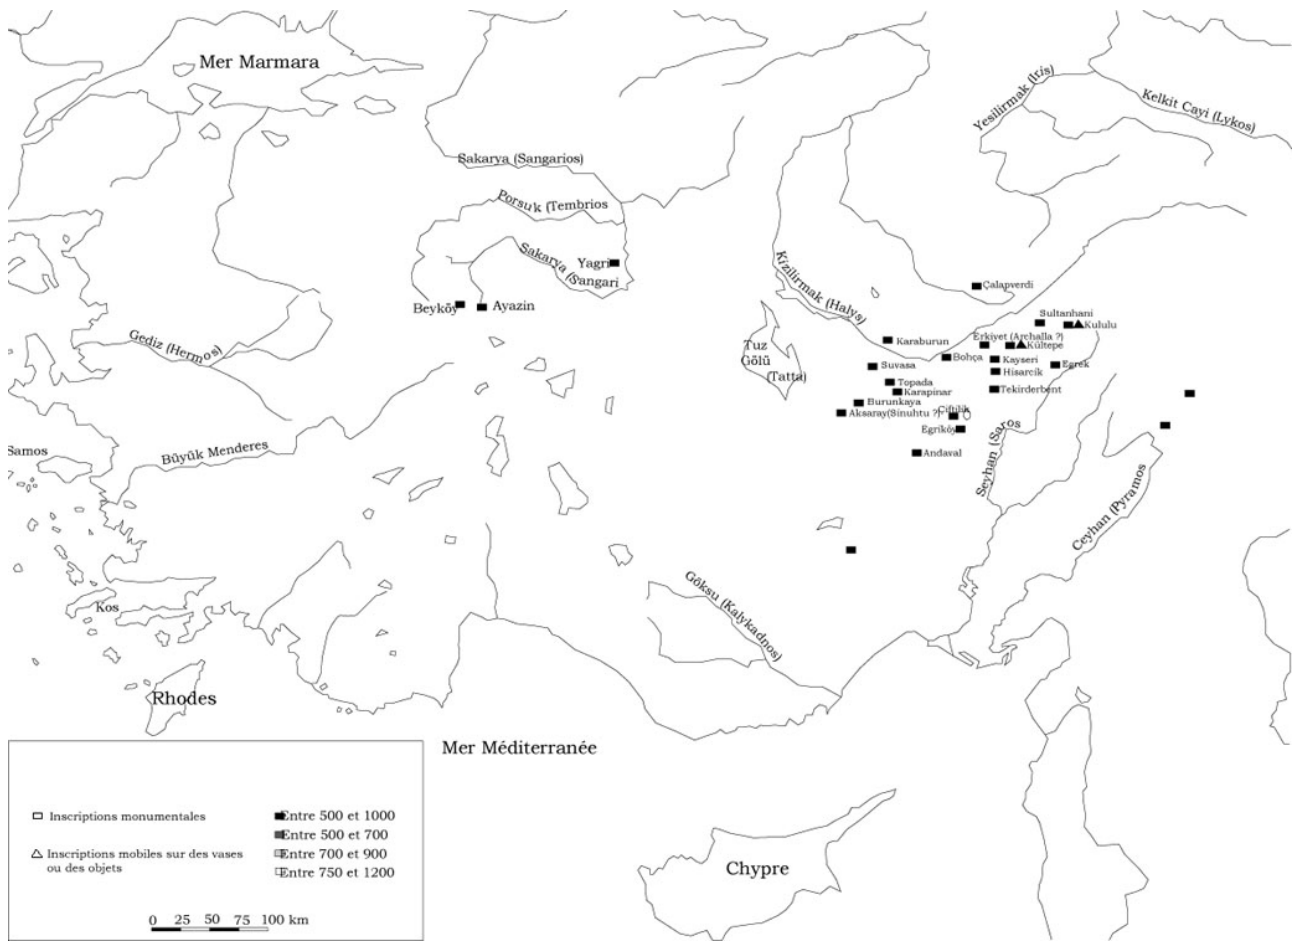 Mer Marmara
Yesilirmak (Iris)
Kelkit Cayi (Lykos)
Sakarya (Sangarios)
Porsuk (Tembrios
Sakarya (Sangari
Yagri
Kizilirmak (Halys)
Çalapverdi
Beyköy
Ayazin
Sultanhani
Kululu
Gediz (Hermos)
Tuz
Gölü
(Tatta)
Karaburun
Erkiyet (Archalla ?)
Kültepe
Bohça
Kayseri
Suvasa
Hisarcik
Egrek
Topada
Karapinar
Tekirderbent
Burunkaya
Aksaray(Sinuhtu ?)
Ciftilik
Egriköy
Samos
Büyük Menderes
Andaval
Seyhan (Saros
Ceyhan (Pyramos
Göksu (Kalykadnos)
Kos
Rhodes
Mer Méditerranée
Chypre
Inscriptions monumentales
Inscriptions mobiles sur des vases
ou des objets
Entre 500 et 1000
Entre 500 et 700
Entre 700 et 900
Entre 750 et 1200
0 25 50 75 100 km